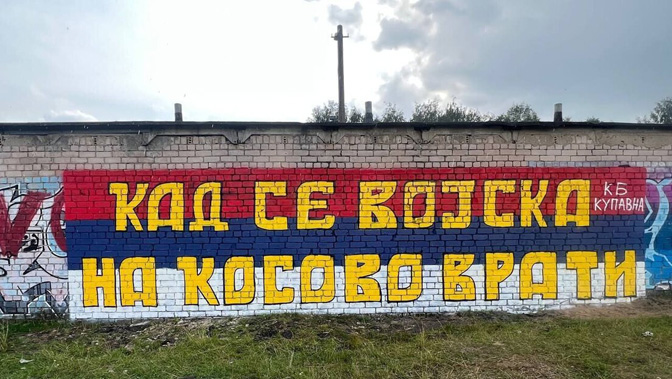 КАД СЕ ВОЈСКА
НА КОСОВО ВРАТИ
КБ
КУПАВНА